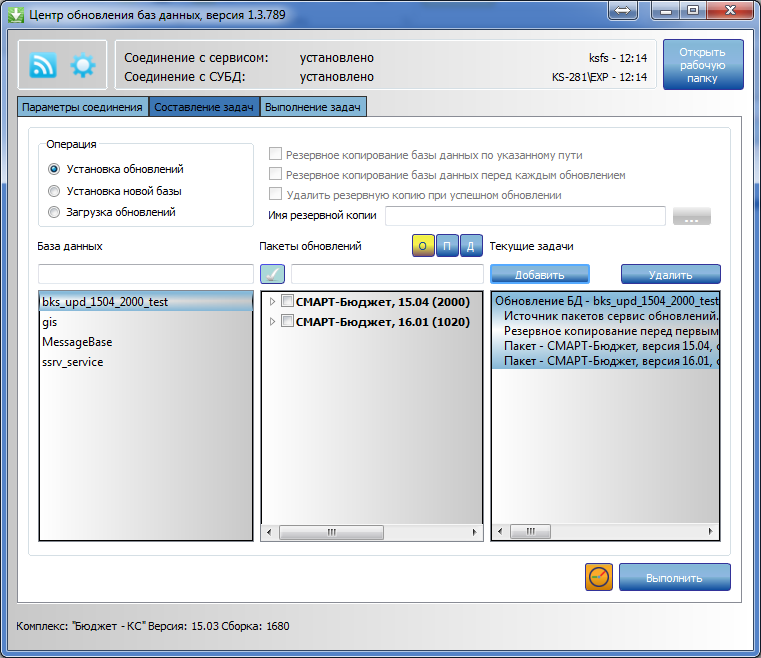 Центр обновления баз данных, версия 1.3.789
Соединение с сервисом: установлено ksfs - 12:14
Соединение с СУБД: установлено KS-281\EXP - 12:14
Открыть
рабочую
папку
Параметры соединения Составление задач Выполнение задач
Операция
Установка обновлений
Установка новой базы
Загрузка обновлений
Резервное копирование базы данных по указанному пути
Резервное копирование базы данных перед каждым обновлением
Удалить резервную копию при успешном обновлении
Имя резервной копии ...
База данных
Пакеты обновлений О П Д
Текущие задачи
Добавить Удалить
bks_upd_1504_2000_test
gis
MessageBase
ssrv_service
СМАРТ-Бюджет, 15.04 (2000)
СМАРТ-Бюджет, 16.01 (1020)
Обновление БД - bks_upd_1504_2000_test
Источник пакетов сервис обновлений.
Резервное копирование перед первым
Пакет - СМАРТ-Бюджет, версия 15.04, с
Пакет - СМАРТ-Бюджет, версия 16.01, с
Выполнить
Комплекс: "Бюджет - КС" Версия: 15.03 Сборка: 1680